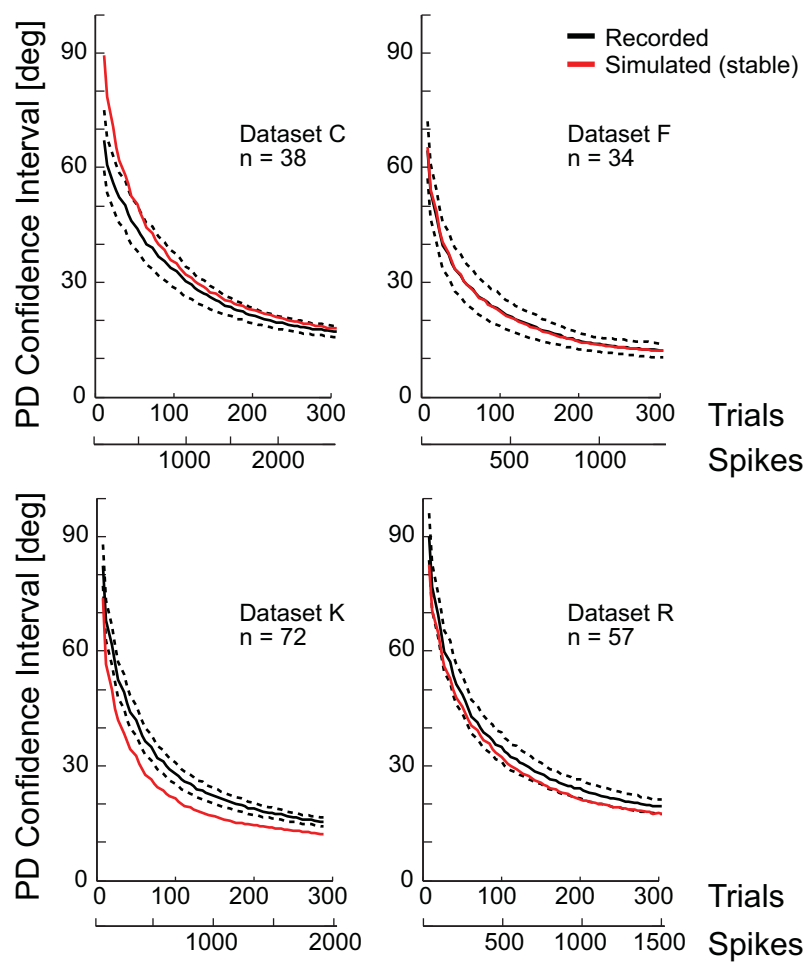 Recorded
Simulated (stable)
PD Confidence Interval [deg]
90
60
30
0
Dataset C
n = 38
0 100 200 300
1000 2000
90
60
30
0
Dataset F
n = 34
0 100 200 300
Trials
500 1000
Spikes
PD Confidence Interval [deg]
90
60
30
0
Dataset K
n = 72
0 100 200 300
1000 2000
90
60
30
0
Dataset R
n = 57
0 100 200 300
Trials
500 1000 1500
Spikes